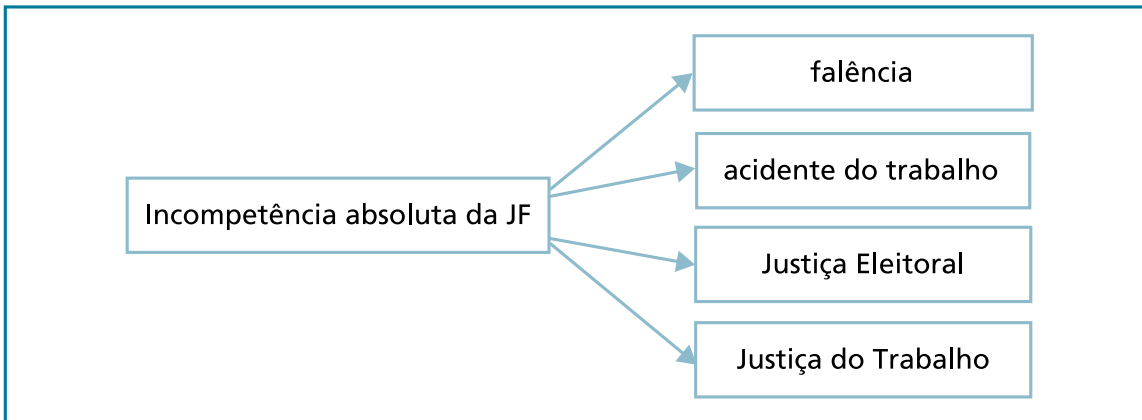 falência
acidente do trabalho
Incompetência absoluta da JF
Justiça Eleitoral
Justiça do Trabalho